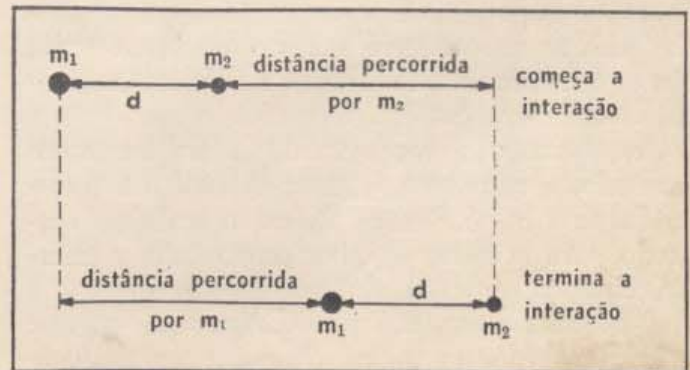 m₁
m₂
distância percorrida
por m₂
d
começa a
interação
distância percorrida
por m₁
m₁
d
m₂
termina a
interação